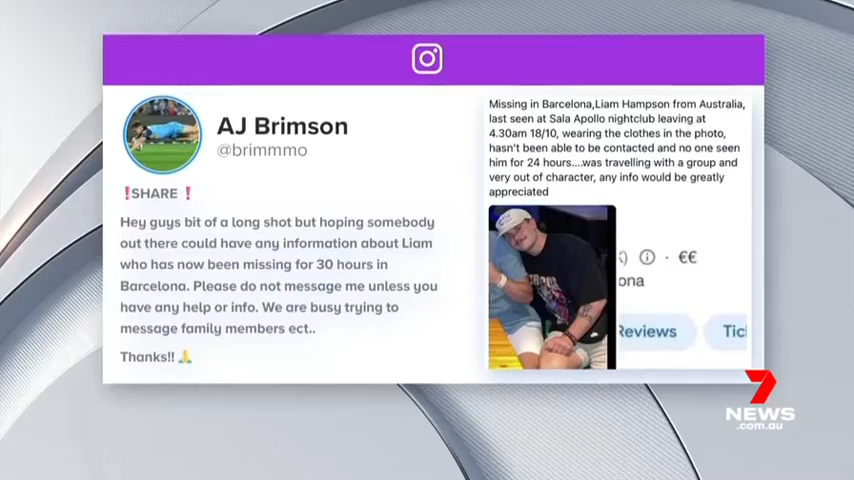 AJ Brimson
@brimmmo
❗SHARE❗
Hey guys bit of a long shot but hoping somebody
out there could have any information about Liam
who has now been missing for 30 hours in
Barcelona. Please do not message me unless you
have any help or info. We are busy trying to
message family members ect..
Thanks!! 🙏
Missing in Barcelona,Liam Hampson from Australia,
last seen at Sala Apollo nightclub leaving at
4.30am 18/10, wearing the clothes in the photo,
hasn't been able to be contacted and no one seen
him for 24 hours....was travelling with a group and
very out of character, any info would be greatly
appreciated
· €€
ona
Reviews
7
NEWS
.com.au